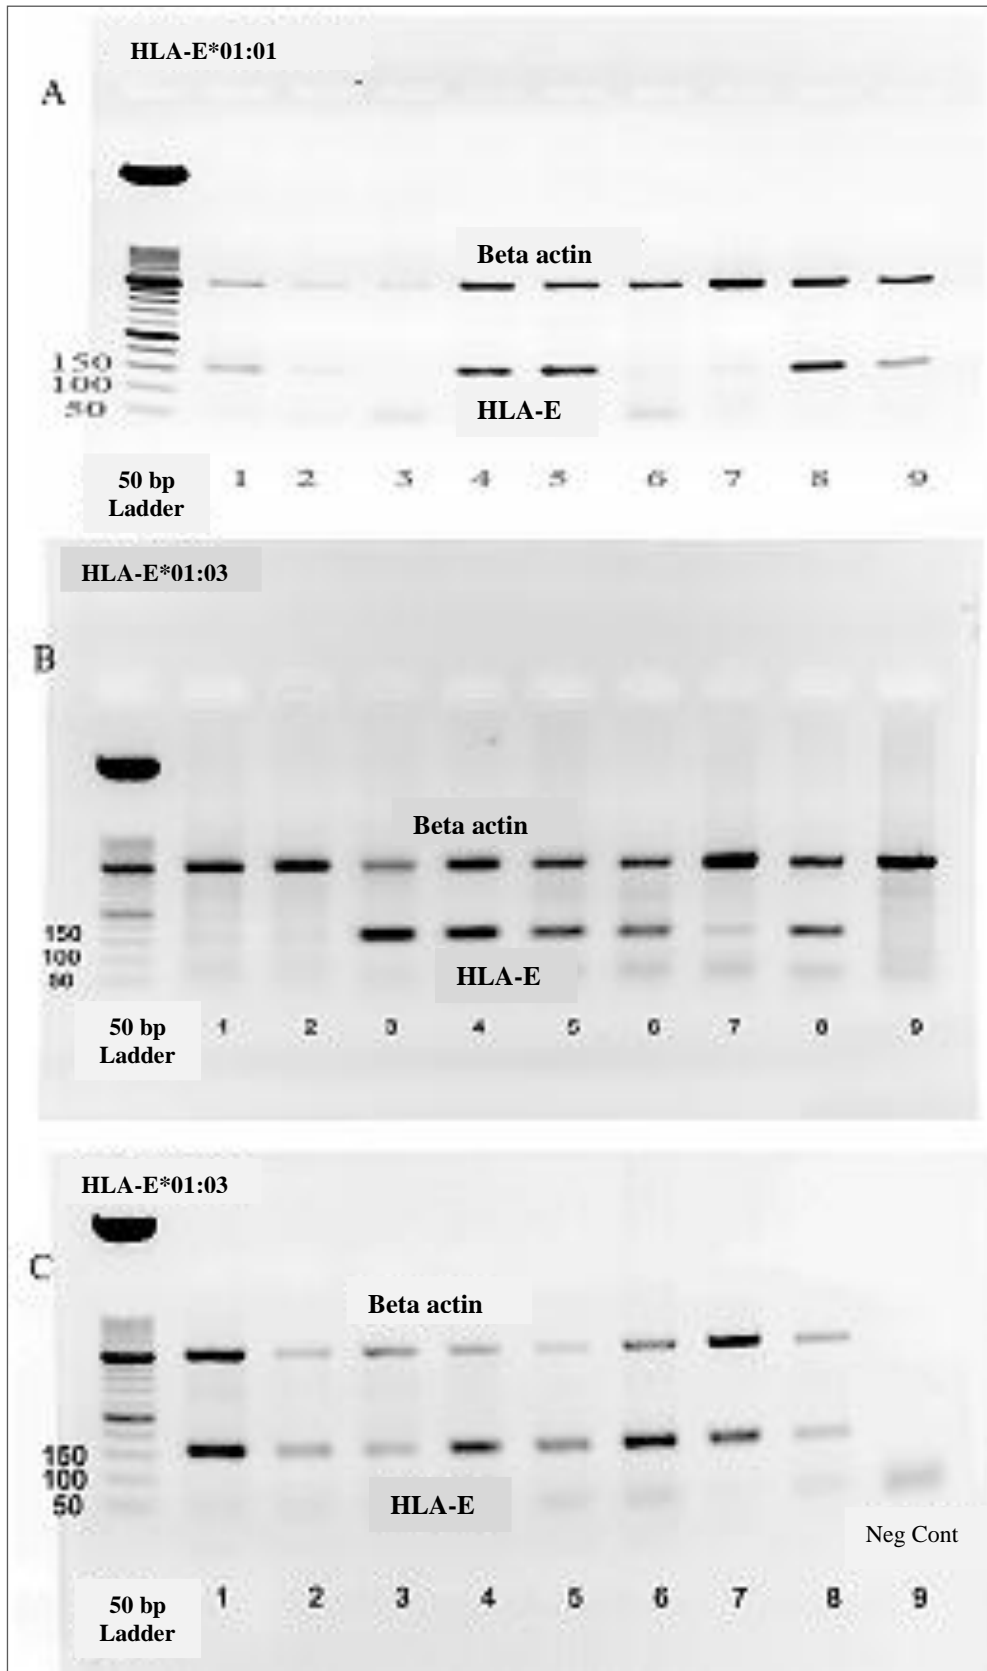 HLA-E*01:01
A
Beta actin
150
100
50
HLA-E
50 bp
Ladder
1 2 3 4 5 6 7 8 9
HLA-E*01:03
B
Beta actin
150
100
50
HLA-E
50 bp
Ladder
1 2 3 4 5 6 7 8 9
HLA-E*01:03
C
Beta actin
150
100
50
HLA-E
Neg Cont
50 bp
Ladder
1 2 3 4 5 6 7 8 9